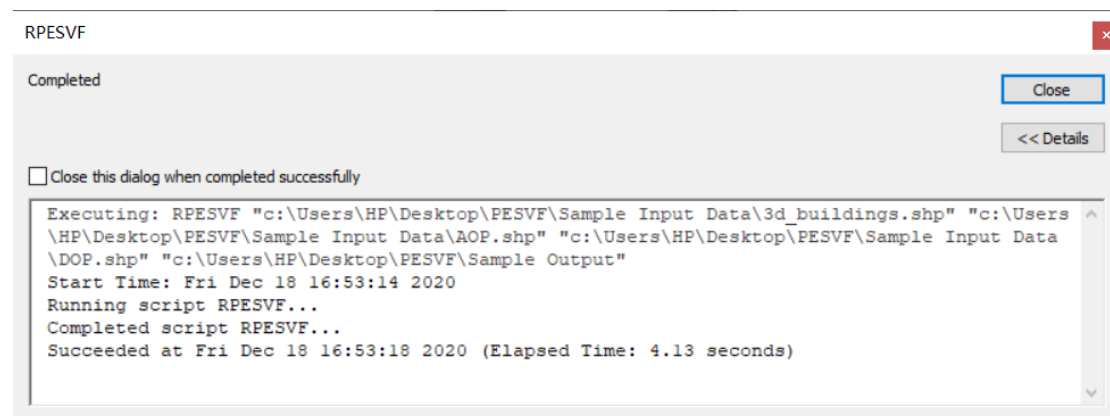 RPESVF
Completed
Close
<< Details
Close this dialog when completed successfully
Executing: RPESVF "c:\Users\HP\Desktop\PESVF\Sample Input Data\3d_buildings.shp" "c:\Users
\HP\Desktop\PESVF\Sample Input Data\AOP.shp" "c:\Users\HP\Desktop\PESVF\Sample Input Data
\DOP.shp" "c:\Users\HP\Desktop\PESVF\Sample Output"
Start Time: Fri Dec 18 16:53:14 2020
Running script RPESVF...
Completed script RPESVF...
Succeeded at Fri Dec 18 16:53:18 2020 (Elapsed Time: 4.13 seconds)